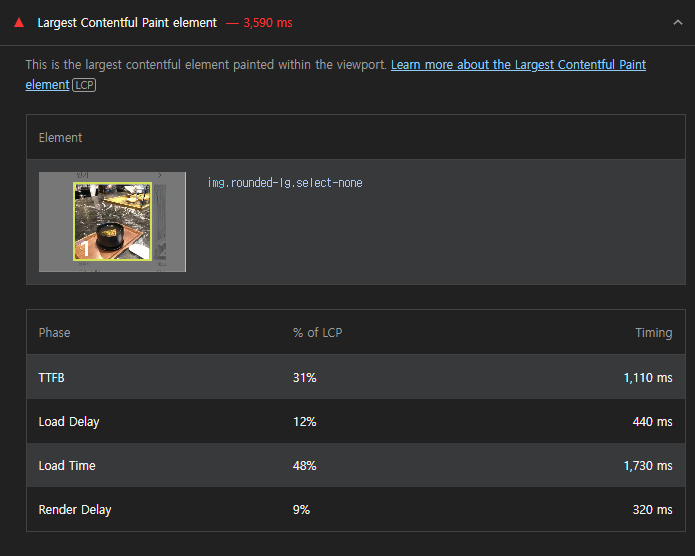 Largest Contentful Paint element — 3,590 ms
This is the largest contentful element painted within the viewport. Learn more about the Largest Contentful Paint
element LCP
Element
1
img.rounded-lg.select-none
Phase % of LCP Timing
TTFB 31% 1,110 ms
Load Delay 12% 440 ms
Load Time 48% 1,730 ms
Render Delay 9% 320 ms